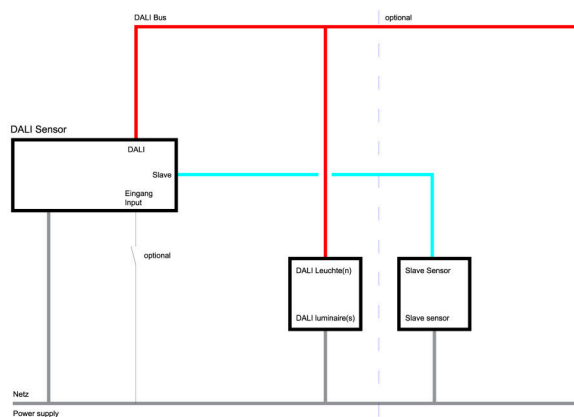 DALI Bus
optional
DALI Sensor
DALI
Slave
Eingang
Input
optional
DALI Leuchte(n)
DALI luminaire(s)
Slave Sensor
Slave sensor
Netz
Power supply